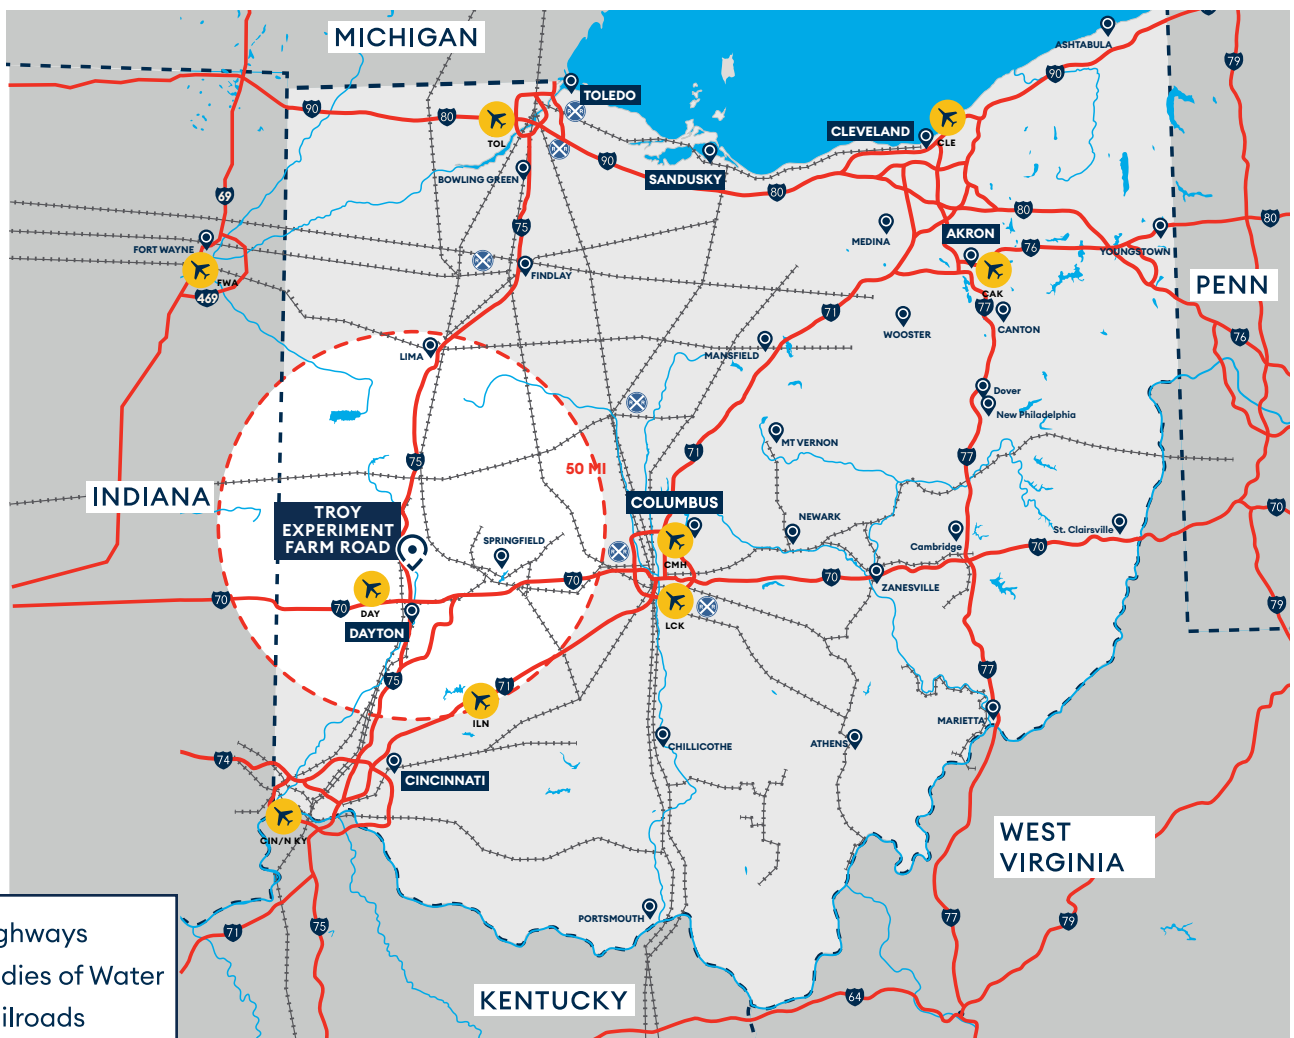 MICHIGAN
ASHTABULA
79
90
TOLEDO
90
80
TOL
CLEVELAND
CLE
90
SANDUSKY
80
BOWLING GREEN
69
75
80
80
MEDINA
AKRON
76
YOUNGSTOWN
FORT WAYNE
FWA
469
FINDLAY
CAK
77
CANTON
PENN
71
WOOSTER
76
LIMA
MANSFIELD
Dover
New Philadelphia
MT VERNON
71
75
77
50 MI
INDIANA
COLUMBUS
TROY
EXPERIMENT
FARM ROAD
SPRINGFIELD
NEWARK
St. Clairsville
70
Cambridge
70
CMH
70
70
ZANESVILLE
70
70
DAY
DAYTON
LCK
79
75
71
ILN
77
MARIETTA
CHILLICOTHE
ATHENS
74
CINCINNATI
CIN/N KY
WEST
VIRGINIA
PORTSMOUTH
77
79
71
75
ghways
dies of Water
ilroads
KENTUCKY
64